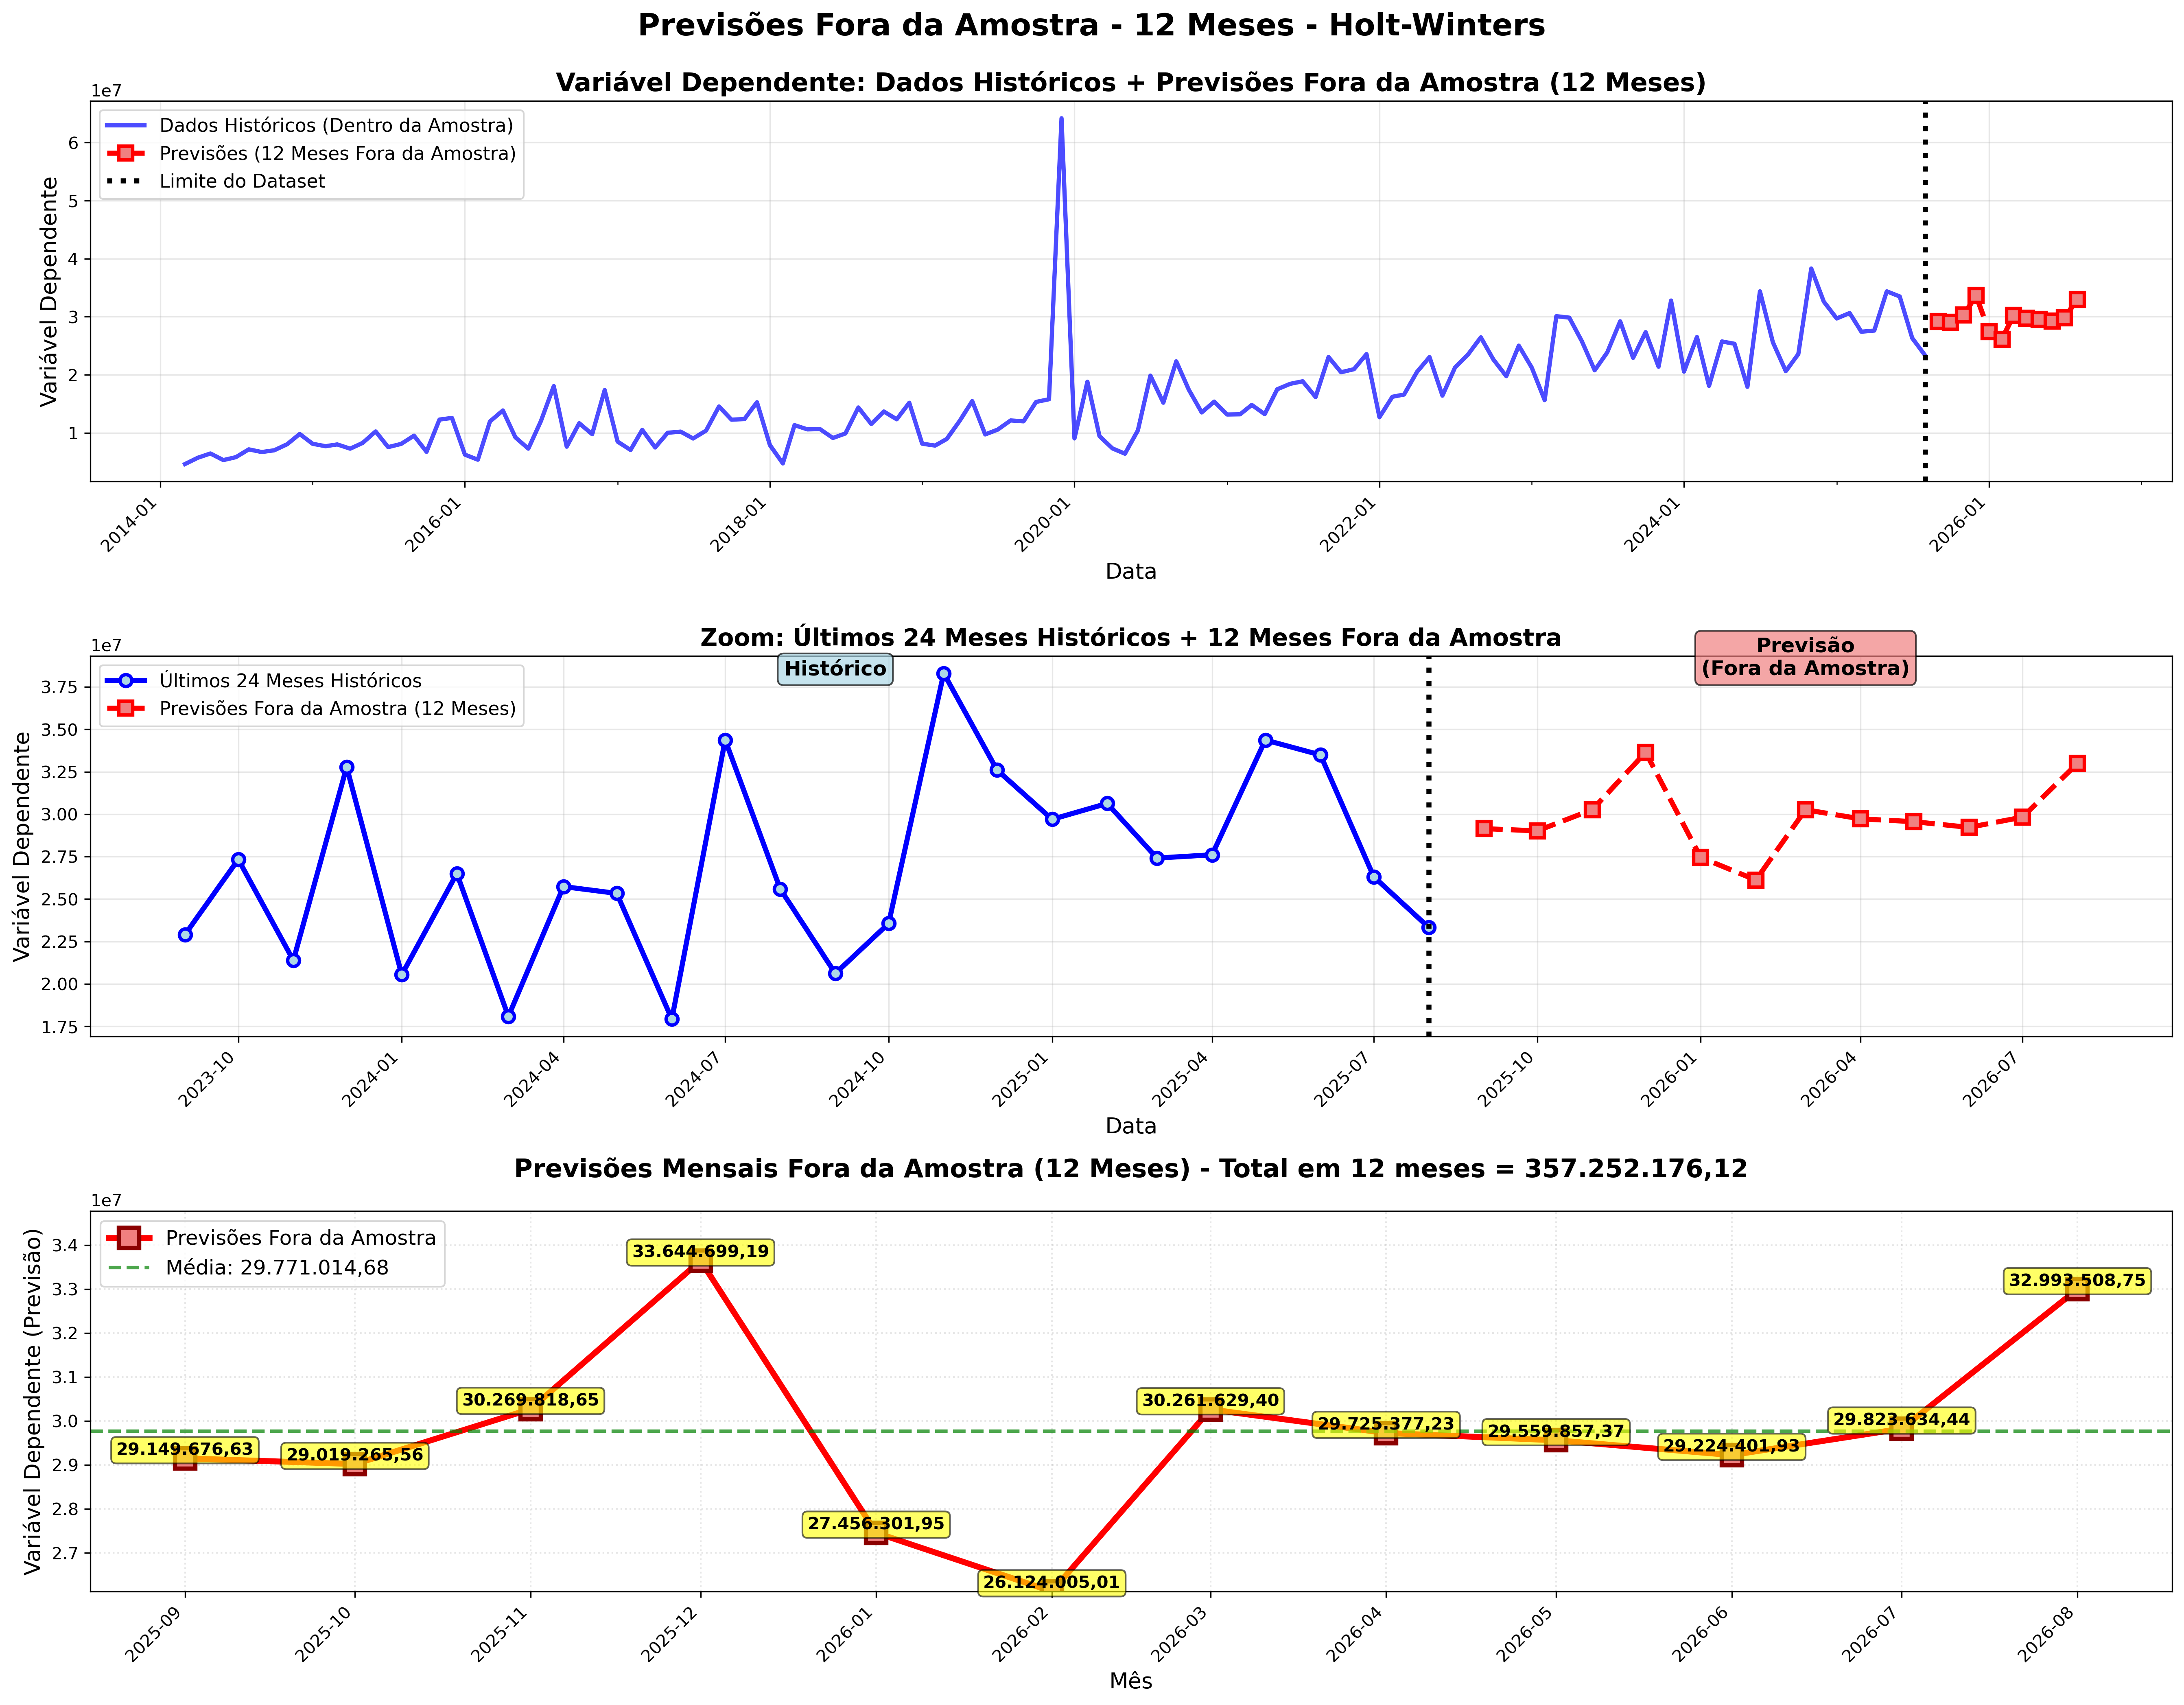 Previsões Fora da Amostra - 12 Meses - Holt-Winters
Variável Dependente: Dados Históricos + Previsões Fora da Amostra (12 Meses)
1e7
Dados Históricos (Dentro da Amostra)
Previsões (12 Meses Fora da Amostra)
Limite do Dataset
Variável Dependente
6
5
4
3
2
1
2014-01
2016-01
2018-01
2020-01
2022-01
2024-01
2026-01
Data
Zoom: Últimos 24 Meses Históricos + 12 Meses Fora da Amostra
1e7
Últimos 24 Meses Históricos
Previsões Fora da Amostra (12 Meses)
Histórico
Previsão
(Fora da Amostra)
Variável Dependente
3.75
3.50
3.25
3.00
2.75
2.50
2.25
2.00
1.75
2023-10
2024-01
2024-04
2024-07
2024-10
2025-01
2025-04
2025-07
2025-10
2026-01
2026-04
2026-07
Data
Previsões Mensais Fora da Amostra (12 Meses) - Total em 12 meses = 357.252.176,12
1e7
Previsões Fora da Amostra
Média: 29.771.014,68
Variável Dependente (Previsão)
3.4
3.3
3.2
3.1
3.0
2.9
2.8
2.7
29.149.676,63
29.019.265,56
30.269.818,65
33.644.699,19
27.456.301,95
26.124.005,01
30.261.629,40
29.725.377,23
29.559.857,37
29.224.401,93
29.823.634,44
32.993.508,75
2025-09
2025-10
2025-11
2025-12
2026-01
2026-02
2026-03
2026-04
2026-05
2026-06
2026-07
2026-08
Mês